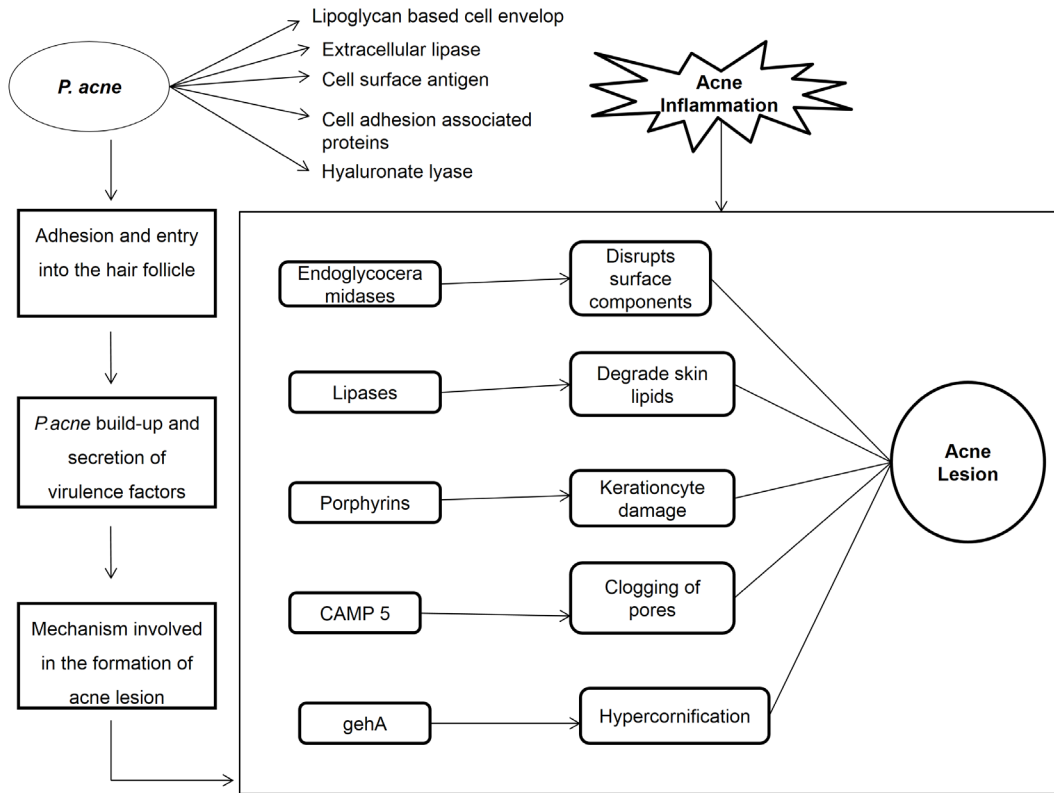 P. acne
Lipoglycan based cell envelop
Extracellular lipase
Cell surface antigen
Cell adhesion associated
proteins
Hyaluronate lyase
Acne
Inflammation
Adhesion and entry
into the hair follicle
P.acne build-up and
secretion of
virulence factors
Mechanism involved
in the formation of
acne lesion
Endoglycocera
midases
Disrupts
surface
components
Lipases
Degrade skin
lipids
Porphyrins
Kerationcyte
damage
CAMP 5
Clogging of
pores
gehA
Hypercornification
Acne
Lesion